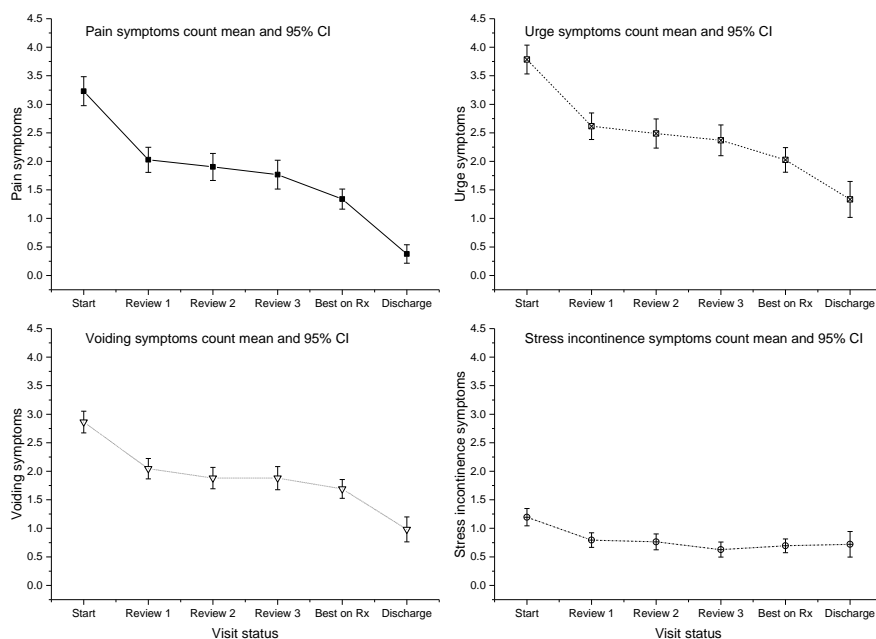 Pain symptoms count mean and 95% CI
Pain symptoms
4.5
4.0
3.5
3.0
2.5
2.0
1.5
1.0
0.5
0.0
Start Review 1 Review 2 Review 3 Best on Rx Discharge
Urge symptoms count mean and 95% CI
Urge symptoms
4.5
4.0
3.5
3.0
2.5
2.0
1.5
1.0
0.5
0.0
Start Review 1 Review 2 Review 3 Best on Rx Discharge
Voiding symptoms count mean and 95% CI
Voiding symptoms
4.5
4.0
3.5
3.0
2.5
2.0
1.5
1.0
0.5
0.0
Start Review 1 Review 2 Review 3 Best on Rx Discharge
Visit status
Stress incontinence symptoms count mean and 95% CI
Stress incontinence symptoms
4.5
4.0
3.5
3.0
2.5
2.0
1.5
1.0
0.5
0.0
Start Review 1 Review 2 Review 3 Best on Rx Discharge
Visit status